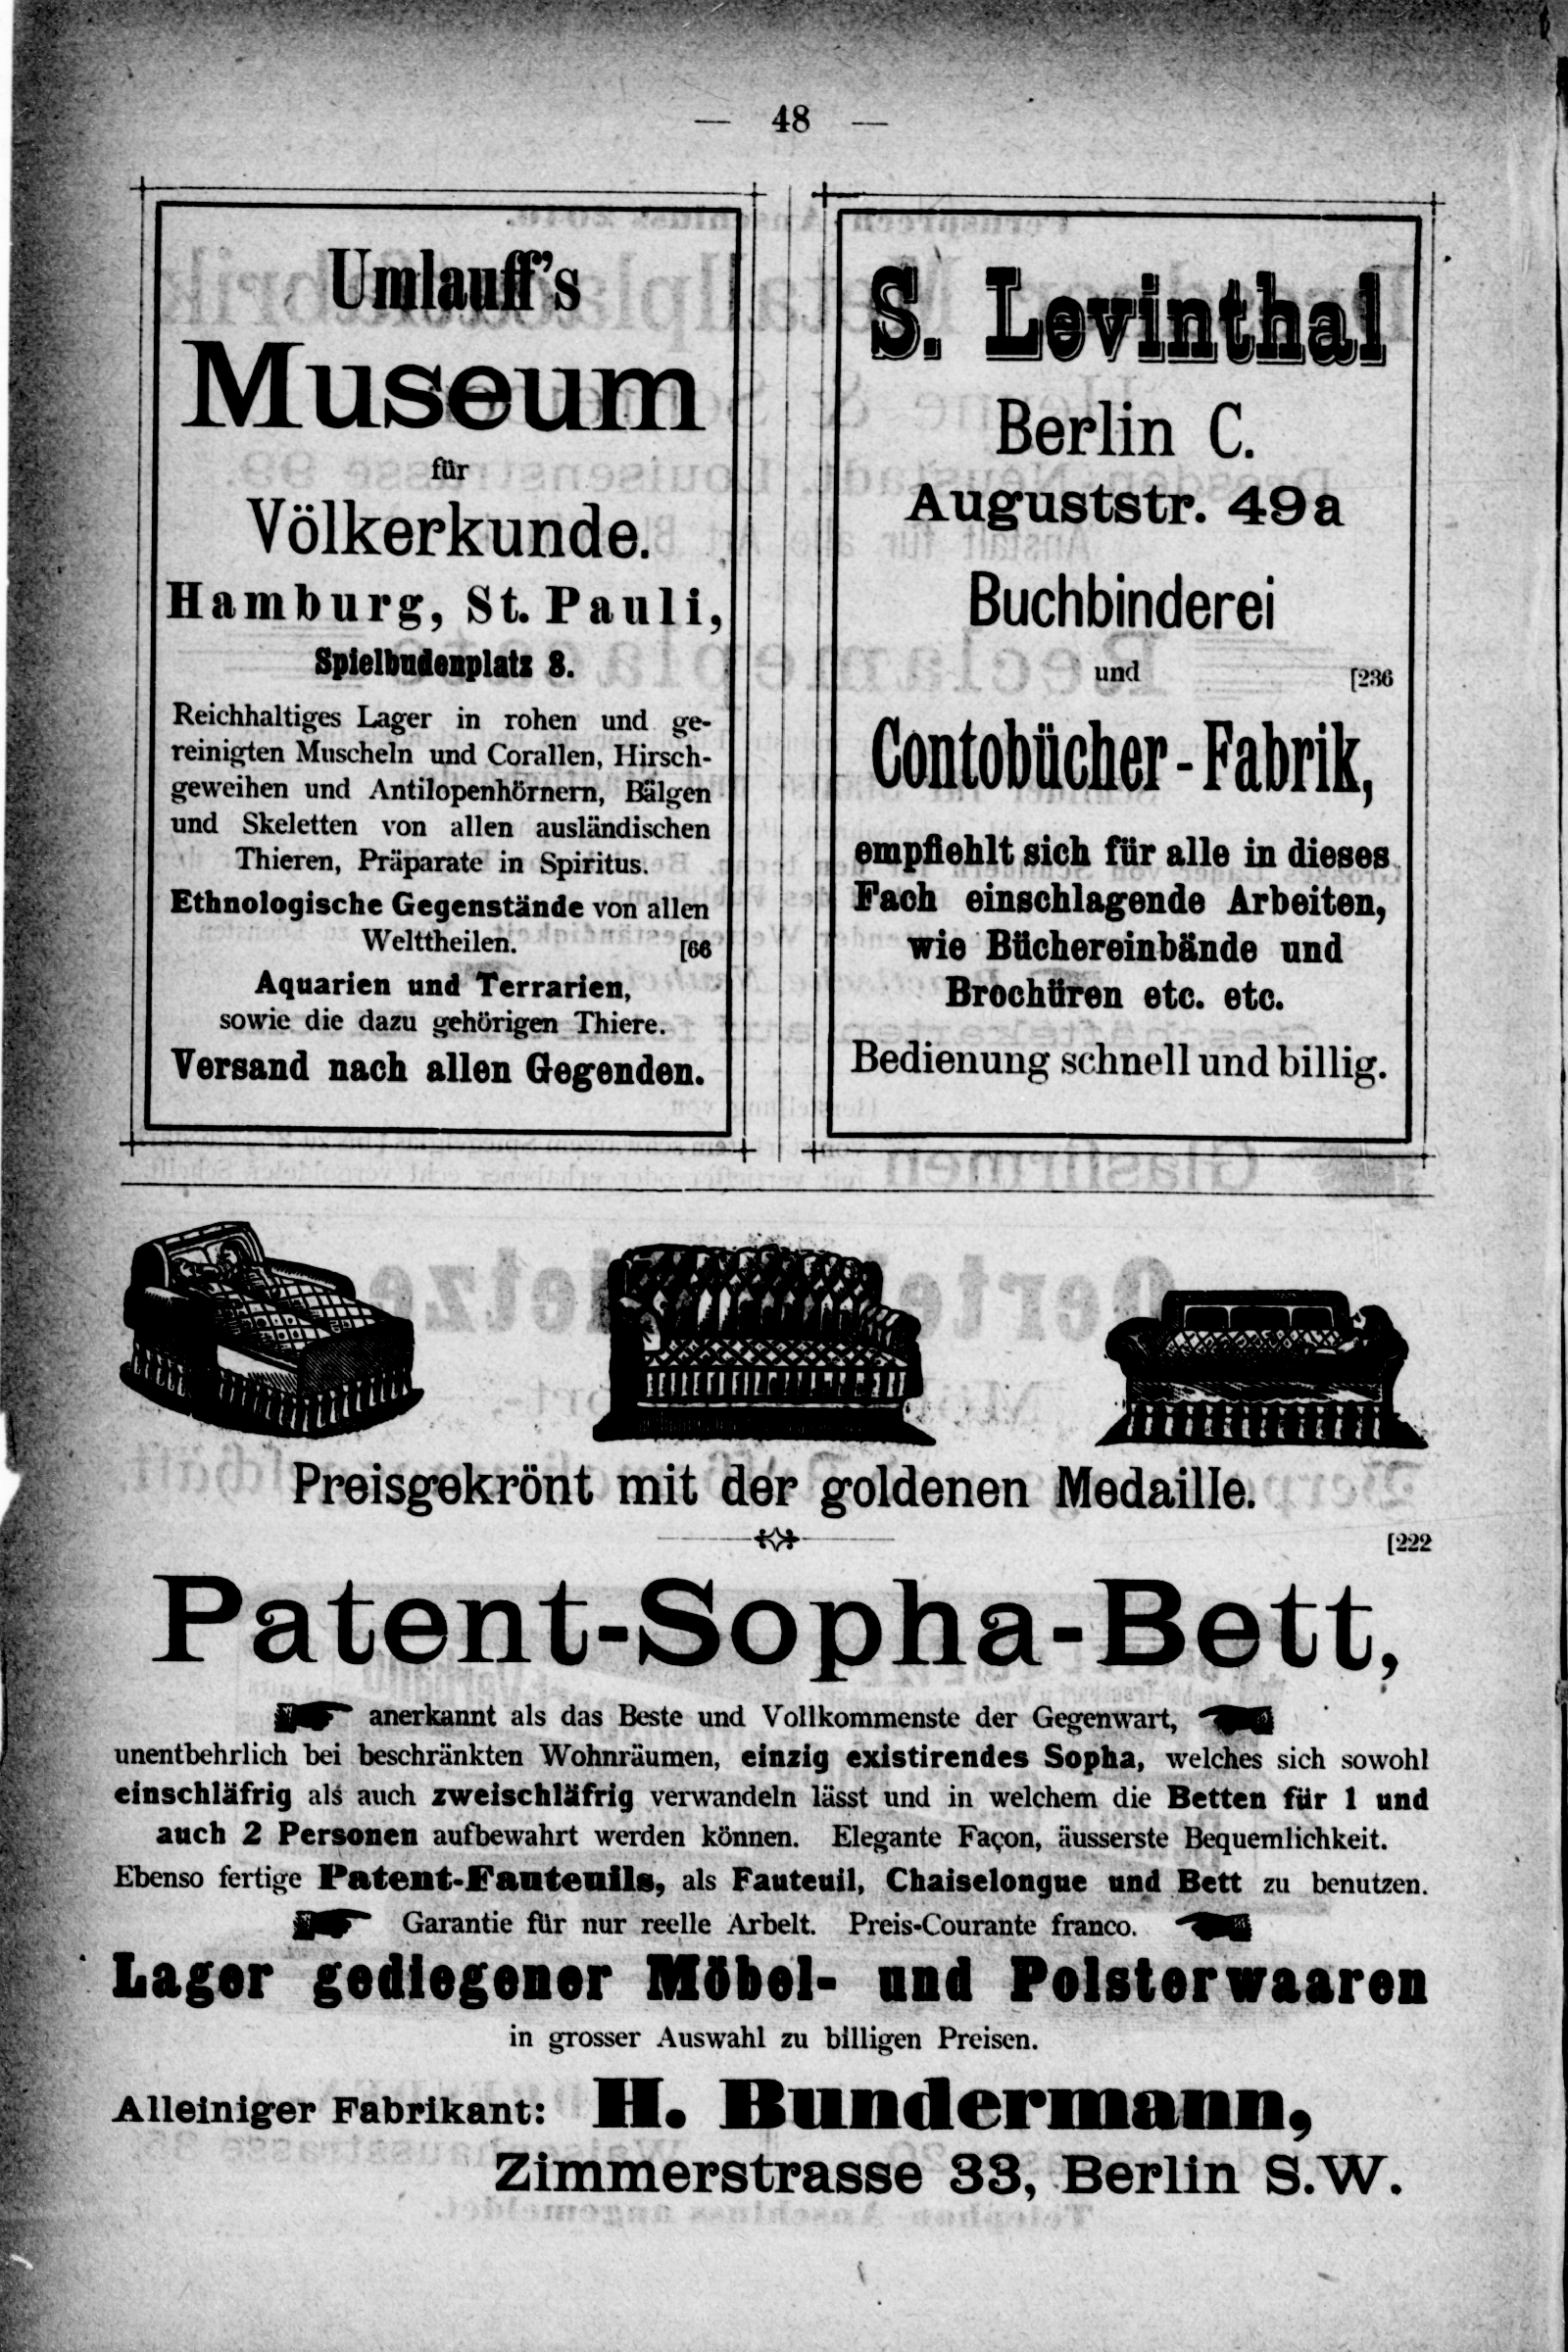 — 48 —
Umlauff's
Museum
für
Völkerkunde.
Hamburg, St. Pauli,
Spielbudenplatz 8.
Reichhaltiges Lager in rohen und ge-
reinigten Muscheln und Corallen, Hirsch-
geweihen und Antilopenhörnern, Bälgen
und Skeletten von allen ausländischen
Thieren, Präparate in Spiritus.
Ethnologische Gegenstände von allen
Welttheilen. [66
Aquarien und Terrarien,
sowie die dazu gehörigen Thiere.
Versand nach allen Gegenden.
S. Levinthal
Berlin C.
Auguststr. 49a
Buchbinderei
und [236
Contobücher-Fabrik,
empfiehlt sich für alle in dieses
Fach einschlagende Arbeiten,
wie Büchereinbände und
Brochüren etc. etc.
Bedienung schnell und billig.
Preisgekrönt mit der goldenen Medaille.
[222
Patent-Sopha-Bett,
anerkannt als das Beste und Vollkommenste der Gegenwart,
unentbehrlich bei beschränkten Wohnräumen, einzig existirendes Sopha, welches sich sowohl
einschläfrig als auch zweischläfrig verwandeln lässt und in welchem die Betten für 1 und
auch 2 Personen aufbewahrt werden können. Elegante Façon, äusserste Bequemlichkeit.
Ebenso fertige Patent-Fauteuils, als Fauteuil, Chaiselongue und Bett zu benutzen.
Garantie für nur reelle Arbeit. Preis-Courante franco.
Lager gediegener Möbel- und Polsterwaaren
in grosser Auswahl zu billigen Preisen.
Alleiniger Fabrikant: H. Bundermann,
Zimmerstrasse 33, Berlin S.W.